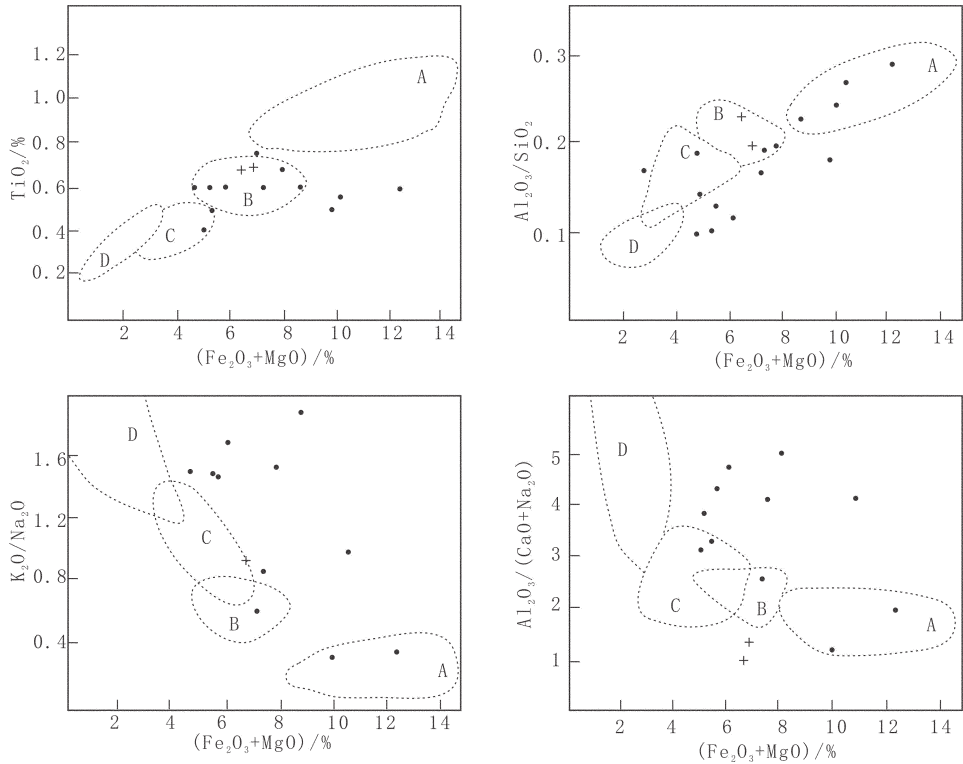 TiO₂/%
1.2
1.0
0.8
0.6
0.4
0.2
A
B
C
D
2 4 6 8 10 12 14
(Fe₂O₃+MgO)/%
Al₂O₃/SiO₂
0.3
0.2
0.1
A
B
C
D
2 4 6 8 10 12 14
(Fe₂O₃+MgO)/%
K₂O/Na₂O
1.6
1.2
0.8
0.4
D
C
B
A
2 4 6 8 10 12 14
(Fe₂O₃+MgO)/%
Al₂O₃/(CaO+Na₂O)
5
4
3
2
1
D
C
B
A
2 4 6 8 10 12 14
(Fe₂O₃+MgO)/%